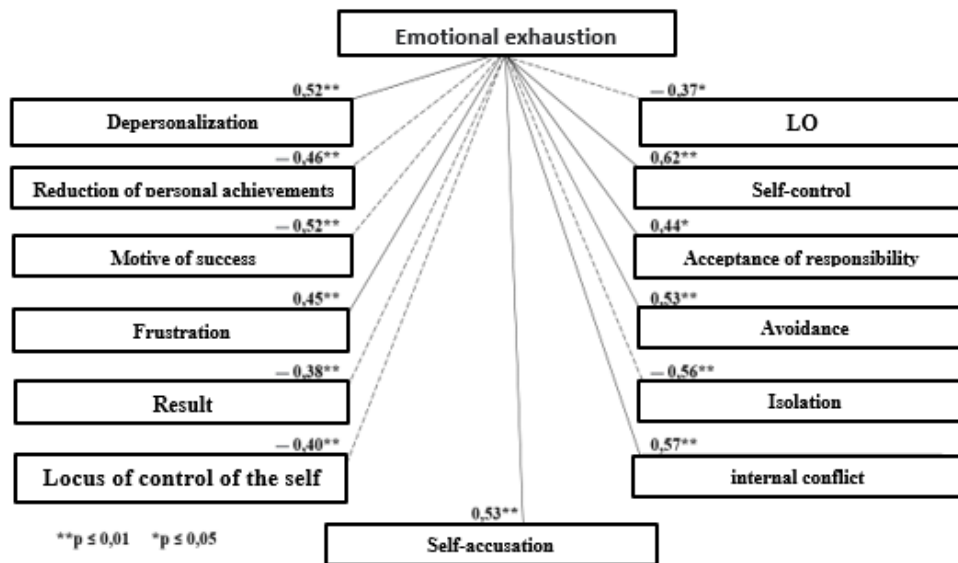 Emotional exhaustion
0,52**
— 0,37*
Depersonalization
LO
— 0,46**
0,62**
Reduction of personal achievements
Self-control
— 0,52**
0,44*
Motive of success
Acceptance of responsibility
0,45**
0,53**
Frustration
Avoidance
— 0,38**
— 0,56**
Result
Isolation
— 0,40**
0,57**
Locus of control of the self
internal conflict
0,53**
**p ≤ 0,01 *p ≤ 0,05
Self-accusation